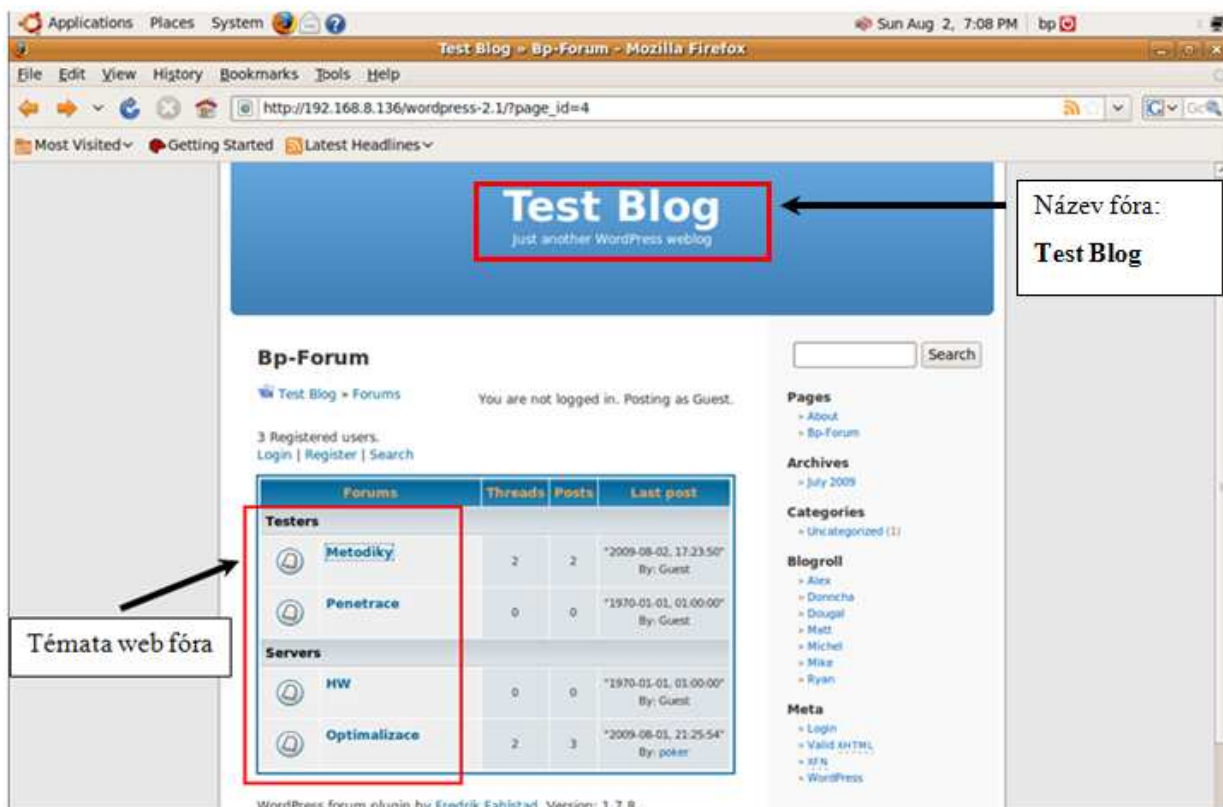 Applications Places System
Sun Aug 2, 7:08 PM bp
Test Blog » Bp-Forum - Mozilla Firefox
File Edit View History Bookmarks Tools Help
http://192.168.8.136/wordpress-2.1/?page_id=4
Most Visited Getting Started Latest Headlines
Test Blog
Just another WordPress weblog
Název fóra:
Test Blog
Bp-Forum
Test Blog » Forums
You are not logged in. Posting as Guest.
3 Registered users.
Login | Register | Search
Forums Threads Posts Last post
Testers
Metodiky 2 2 "2009-08-02, 17:23:50"
By: Guest
Penetrace 0 0 "1970-01-01, 01:00:00"
By: Guest
Servers
HW 0 0 "1970-01-01, 01:00:00"
By: Guest
Optimalizace 2 3 "2009-08-01, 21:25:54"
By: poker
WordPress forum plugin by Fredrik Fahlstad, Version: 1.7.8
Témata web fóra
Search
Pages
» About
» Bp-Forum
Archives
» July 2009
Categories
» Uncategorized (1)
Blogroll
» Alex
» Donncha
» Dougal
» Matt
» Michel
» Mike
» Ryan
Meta
» Login
» Valid XHTML
» XFN
» WordPress